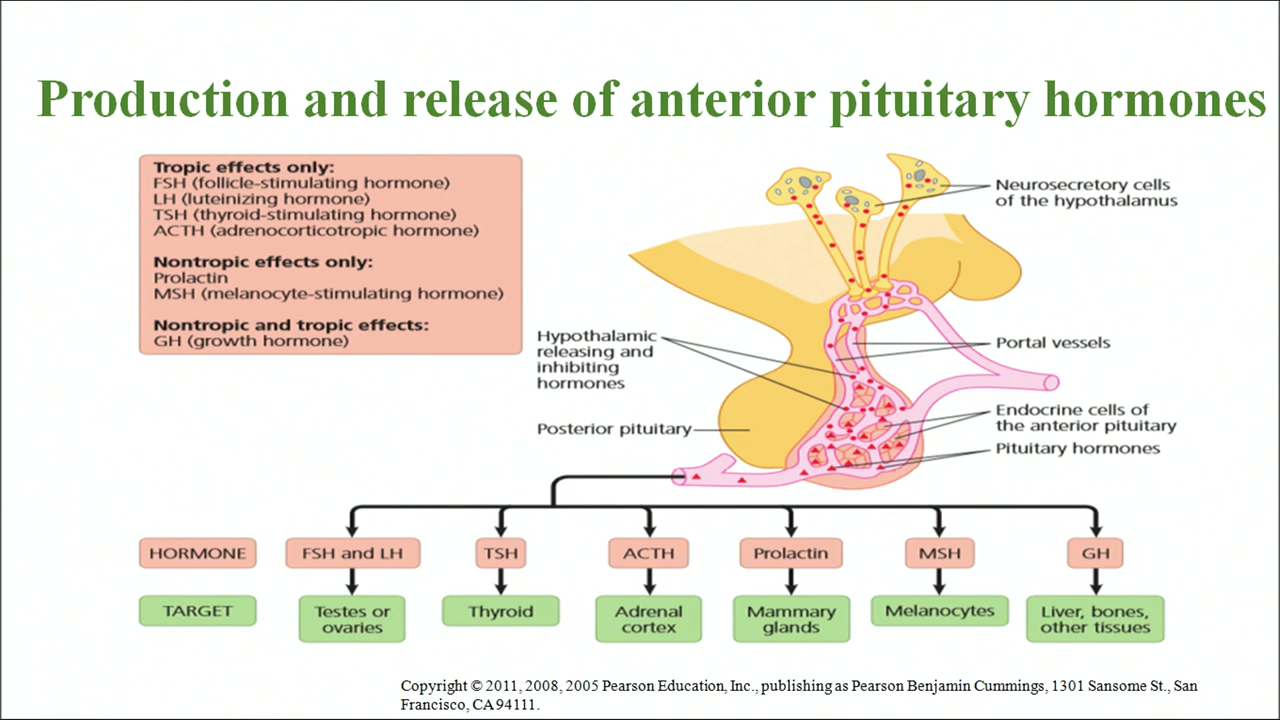 Production and release of anterior pituitary hormones
Tropic effects only:
FSH (follicle-stimulating hormone)
LH (luteinizing hormone)
TSH (thyroid-stimulating hormone)
ACTH (adrenocorticotropic hormone)
Nontropic effects only:
Prolactin
MSH (melanocyte-stimulating hormone)
Nontropic and tropic effects:
GH (growth hormone)
Neurosecretory cells
of the hypothalamus
Hypothalamic
releasing and
inhibiting
hormones
Portal vessels
Posterior pituitary
Endocrine cells of
the anterior pituitary
Pituitary hormones
HORMONE
FSH and LH
TSH
ACTH
Prolactin
MSH
GH
TARGET
Testes or
ovaries
Thyroid
Adrenal
cortex
Mammary
glands
Melanocytes
Liver, bones,
other tissues
Copyright © 2011, 2008, 2005 Pearson Education, Inc., publishing as Pearson Benjamin Cummings, 1301 Sansome St., San
Francisco, CA 94111.